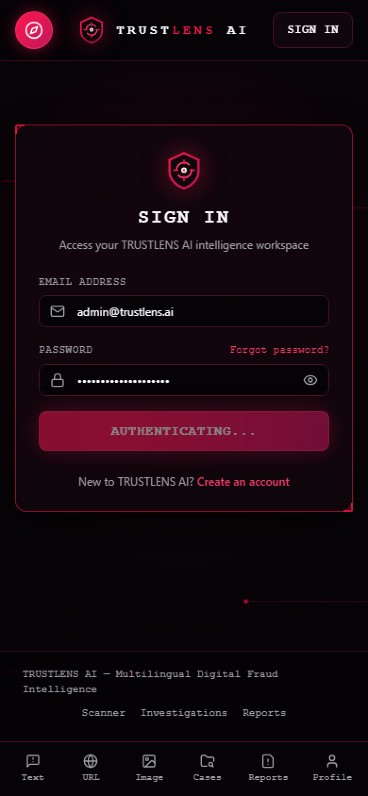 TRUSTLENS AI
SIGN IN
SIGN IN
Access your TRUSTLENS AI intelligence workspace
EMAIL ADDRESS
admin@trustlens.ai
PASSWORD Forgot password?
••••••••••••••••••••
AUTHENTICATING...
New to TRUSTLENS AI? Create an account
TRUSTLENS AI — Multilingual Digital Fraud
Intelligence
Scanner Investigations Reports
Text URL Image Cases Reports Profile